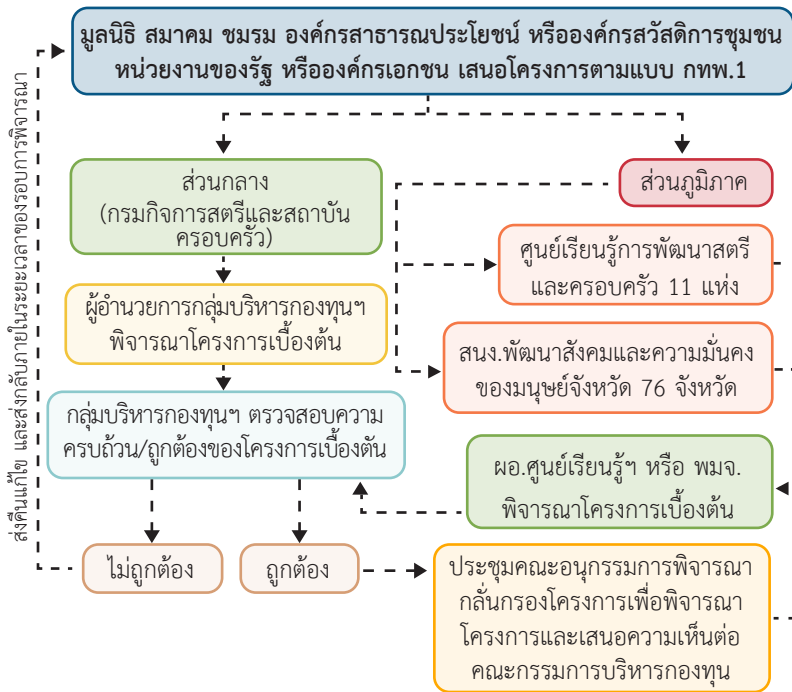 มูลนิธิ สมาคม ชมรม องค์กรสาธารณประโยชน์ หรือองค์กรสวัสดิการชุมชน
หน่วยงานของรัฐ หรือองค์กรเอกชน เสนอโครงการตามแบบ กทพ.1
ส่งคืนแก้ไข และส่งกลับภายในระยะเวลาของรอบการพิจารณา
ส่วนกลาง
(กรมกิจการสตรีและสถาบัน
ครอบครัว)
ส่วนภูมิภาค
ศูนย์เรียนรู้การพัฒนาสตรี
และครอบครัว 11 แห่ง
ผู้อำนวยการกลุ่มบริหารกองทุนฯ
พิจารณาโครงการเบื้องต้น
สนง.พัฒนาสังคมและความมั่นคง
ของมนุษย์จังหวัด 76 จังหวัด
กลุ่มบริหารกองทุนฯ ตรวจสอบความ
ครบถ้วน/ถูกต้องของโครงการเบื้องตัน
ผอ.ศูนย์เรียนรู้ฯ หรือ พมจ.
พิจารณาโครงการเบื้องต้น
ไม่ถูกต้อง
ถูกต้อง
ประชุมคณะอนุกรรมการพิจารณา
กลั่นกรองโครงการเพื่อพิจารณา
โครงการและเสนอความเห็นต่อ
คณะกรรมการบริหารกองทุน